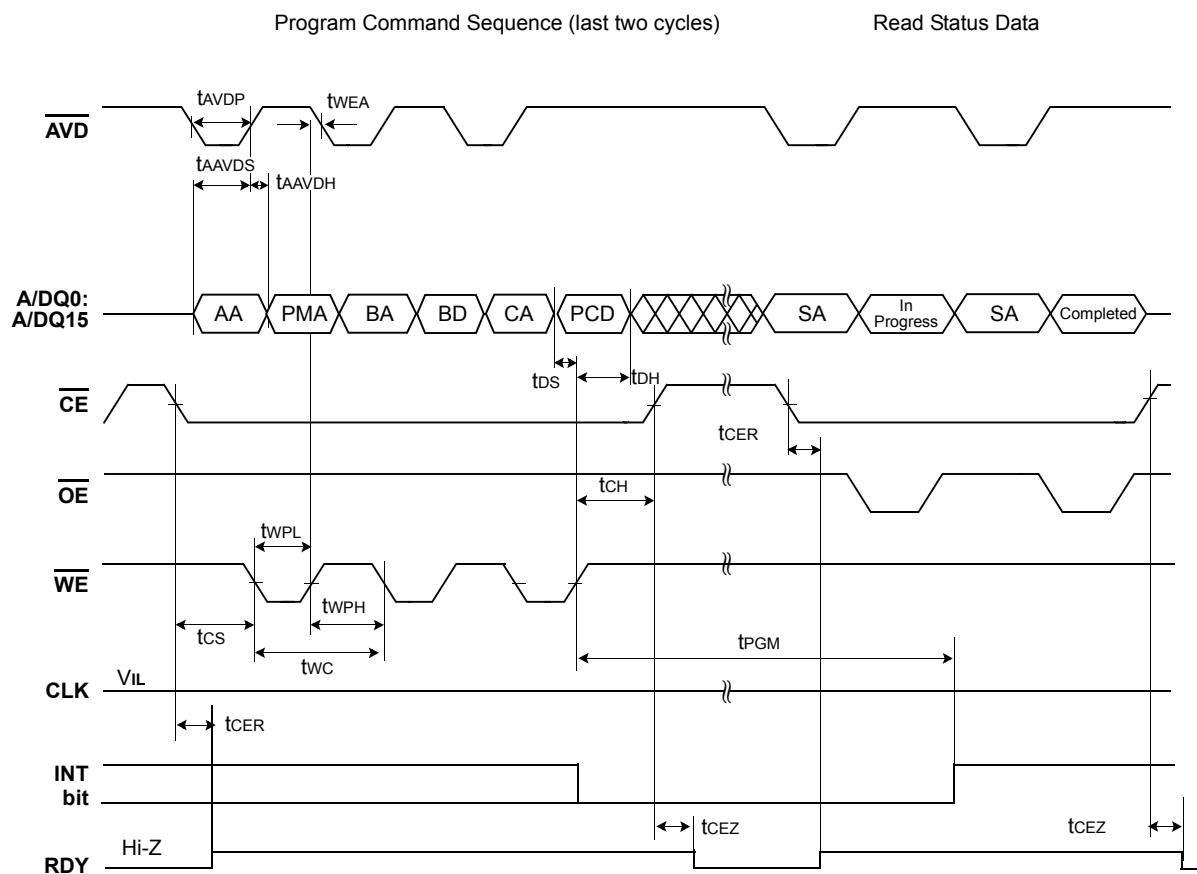 Program Command Sequence (last two cycles) Read Status Data
tAVDP
tWEA
AVD
tAAVDS
tAAVDH
A/DQ0:
A/DQ15
AA PMA BA BD CA PCD SA In Progress SA Completed
tDS tDH
CE
tCER
OE
tCH
tWPL
WE
tWPH
tCS
tWC
tPGM
VIL
CLK
tCER
INT
bit
tCEZ tCEZ
Hi-Z
RDY